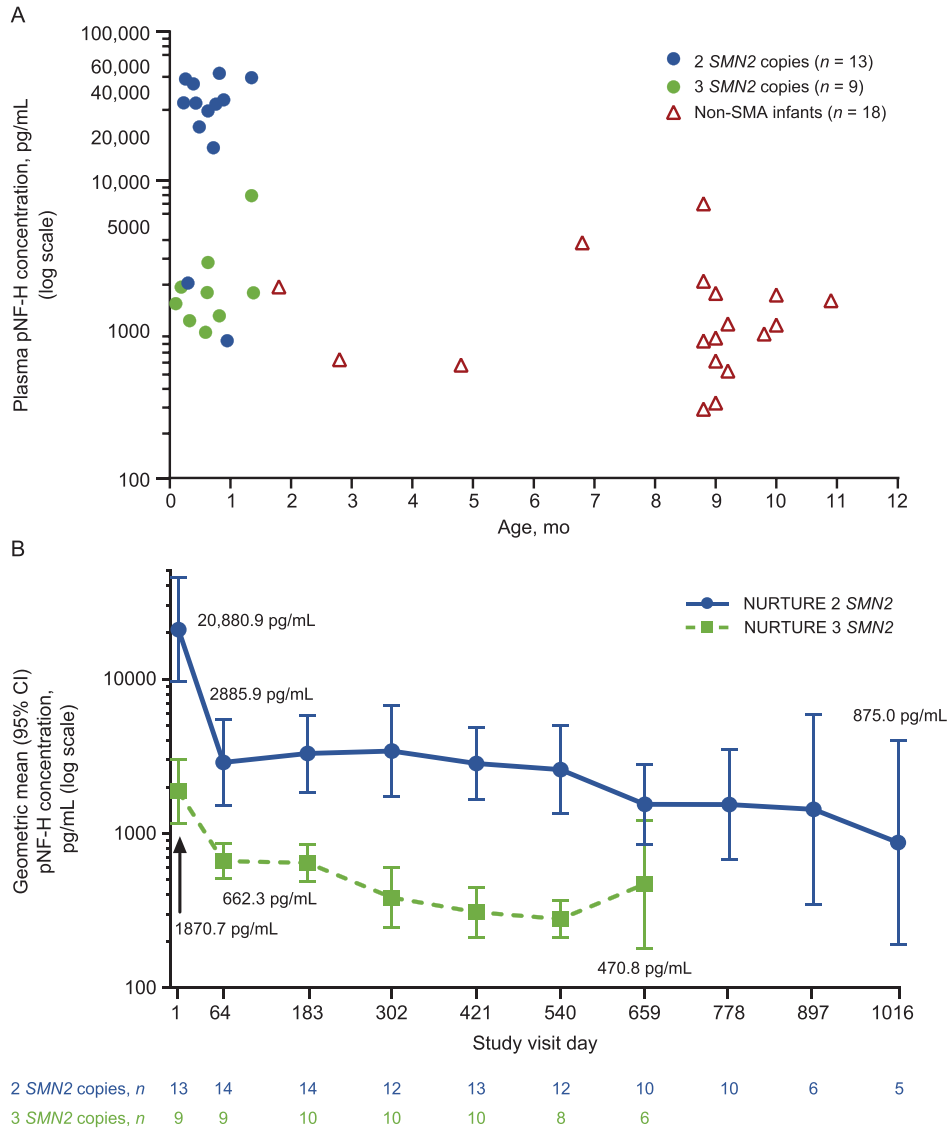 A
100,000
60,000
40,000
20,000
10,000
5000
1000
100
Plasma pNF-H concentration, pg/mL
(log scale)
2 SMN2 copies (n = 13)
3 SMN2 copies (n = 9)
Non-SMA infants (n = 18)
0 1 2 3 4 5 6 7 8 9 10 11 12
Age, mo
B
Geometric mean (95% CI)
pNF-H concentration,
pg/mL (log scale)
10000
1000
100
NURTURE 2 SMN2
NURTURE 3 SMN2
20,880.9 pg/mL
2885.9 pg/mL
875.0 pg/mL
662.3 pg/mL
1870.7 pg/mL
470.8 pg/mL
1 64 183 302 421 540 659 778 897 1016
Study visit day
2 SMN2 copies, n 13 14 14 12 13 12 10 10 6 5
3 SMN2 copies, n 9 9 10 10 10 8 6